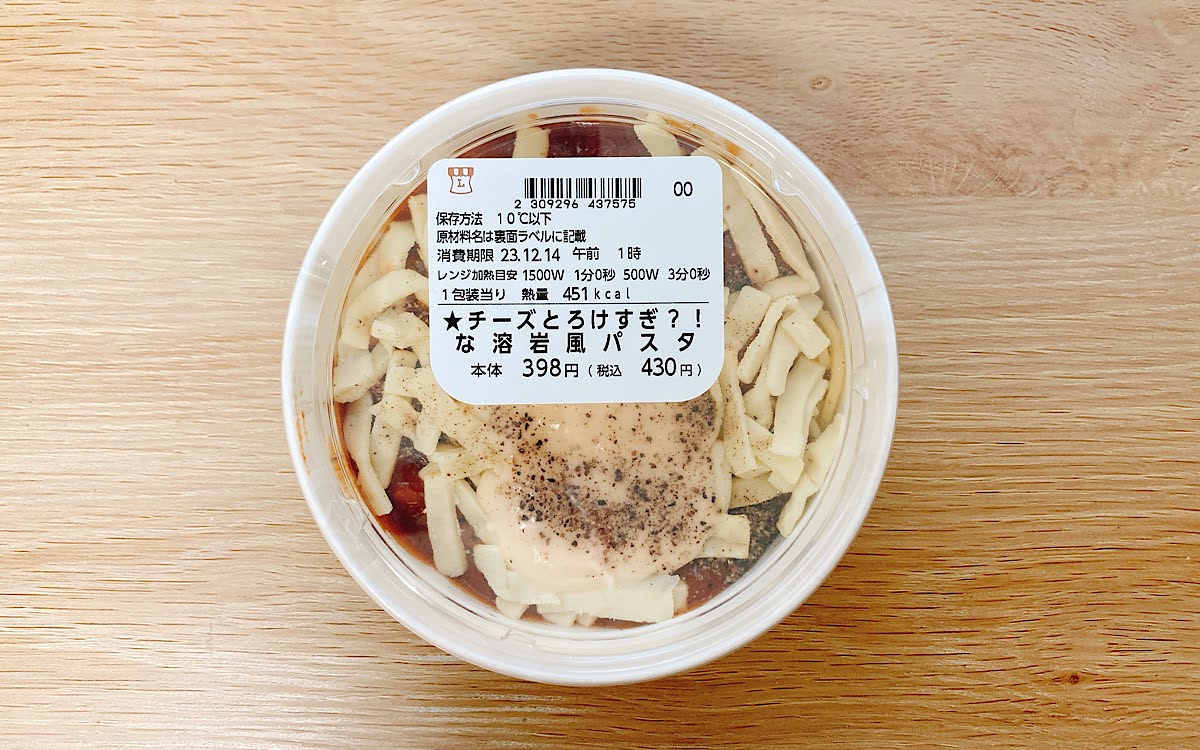 L
2 309296 437575
00
保存方法 10℃以下
原材料名は裏面ラベルに記載
消費期限 23.12.14 午前 1時
レンジ加熱目安 1500W 1分0秒 500W 3分0秒
1包装当り 熱量 451kcal
★チーズとろけすぎ?!
な溶岩風パスタ
本体 398円(税込 430円)